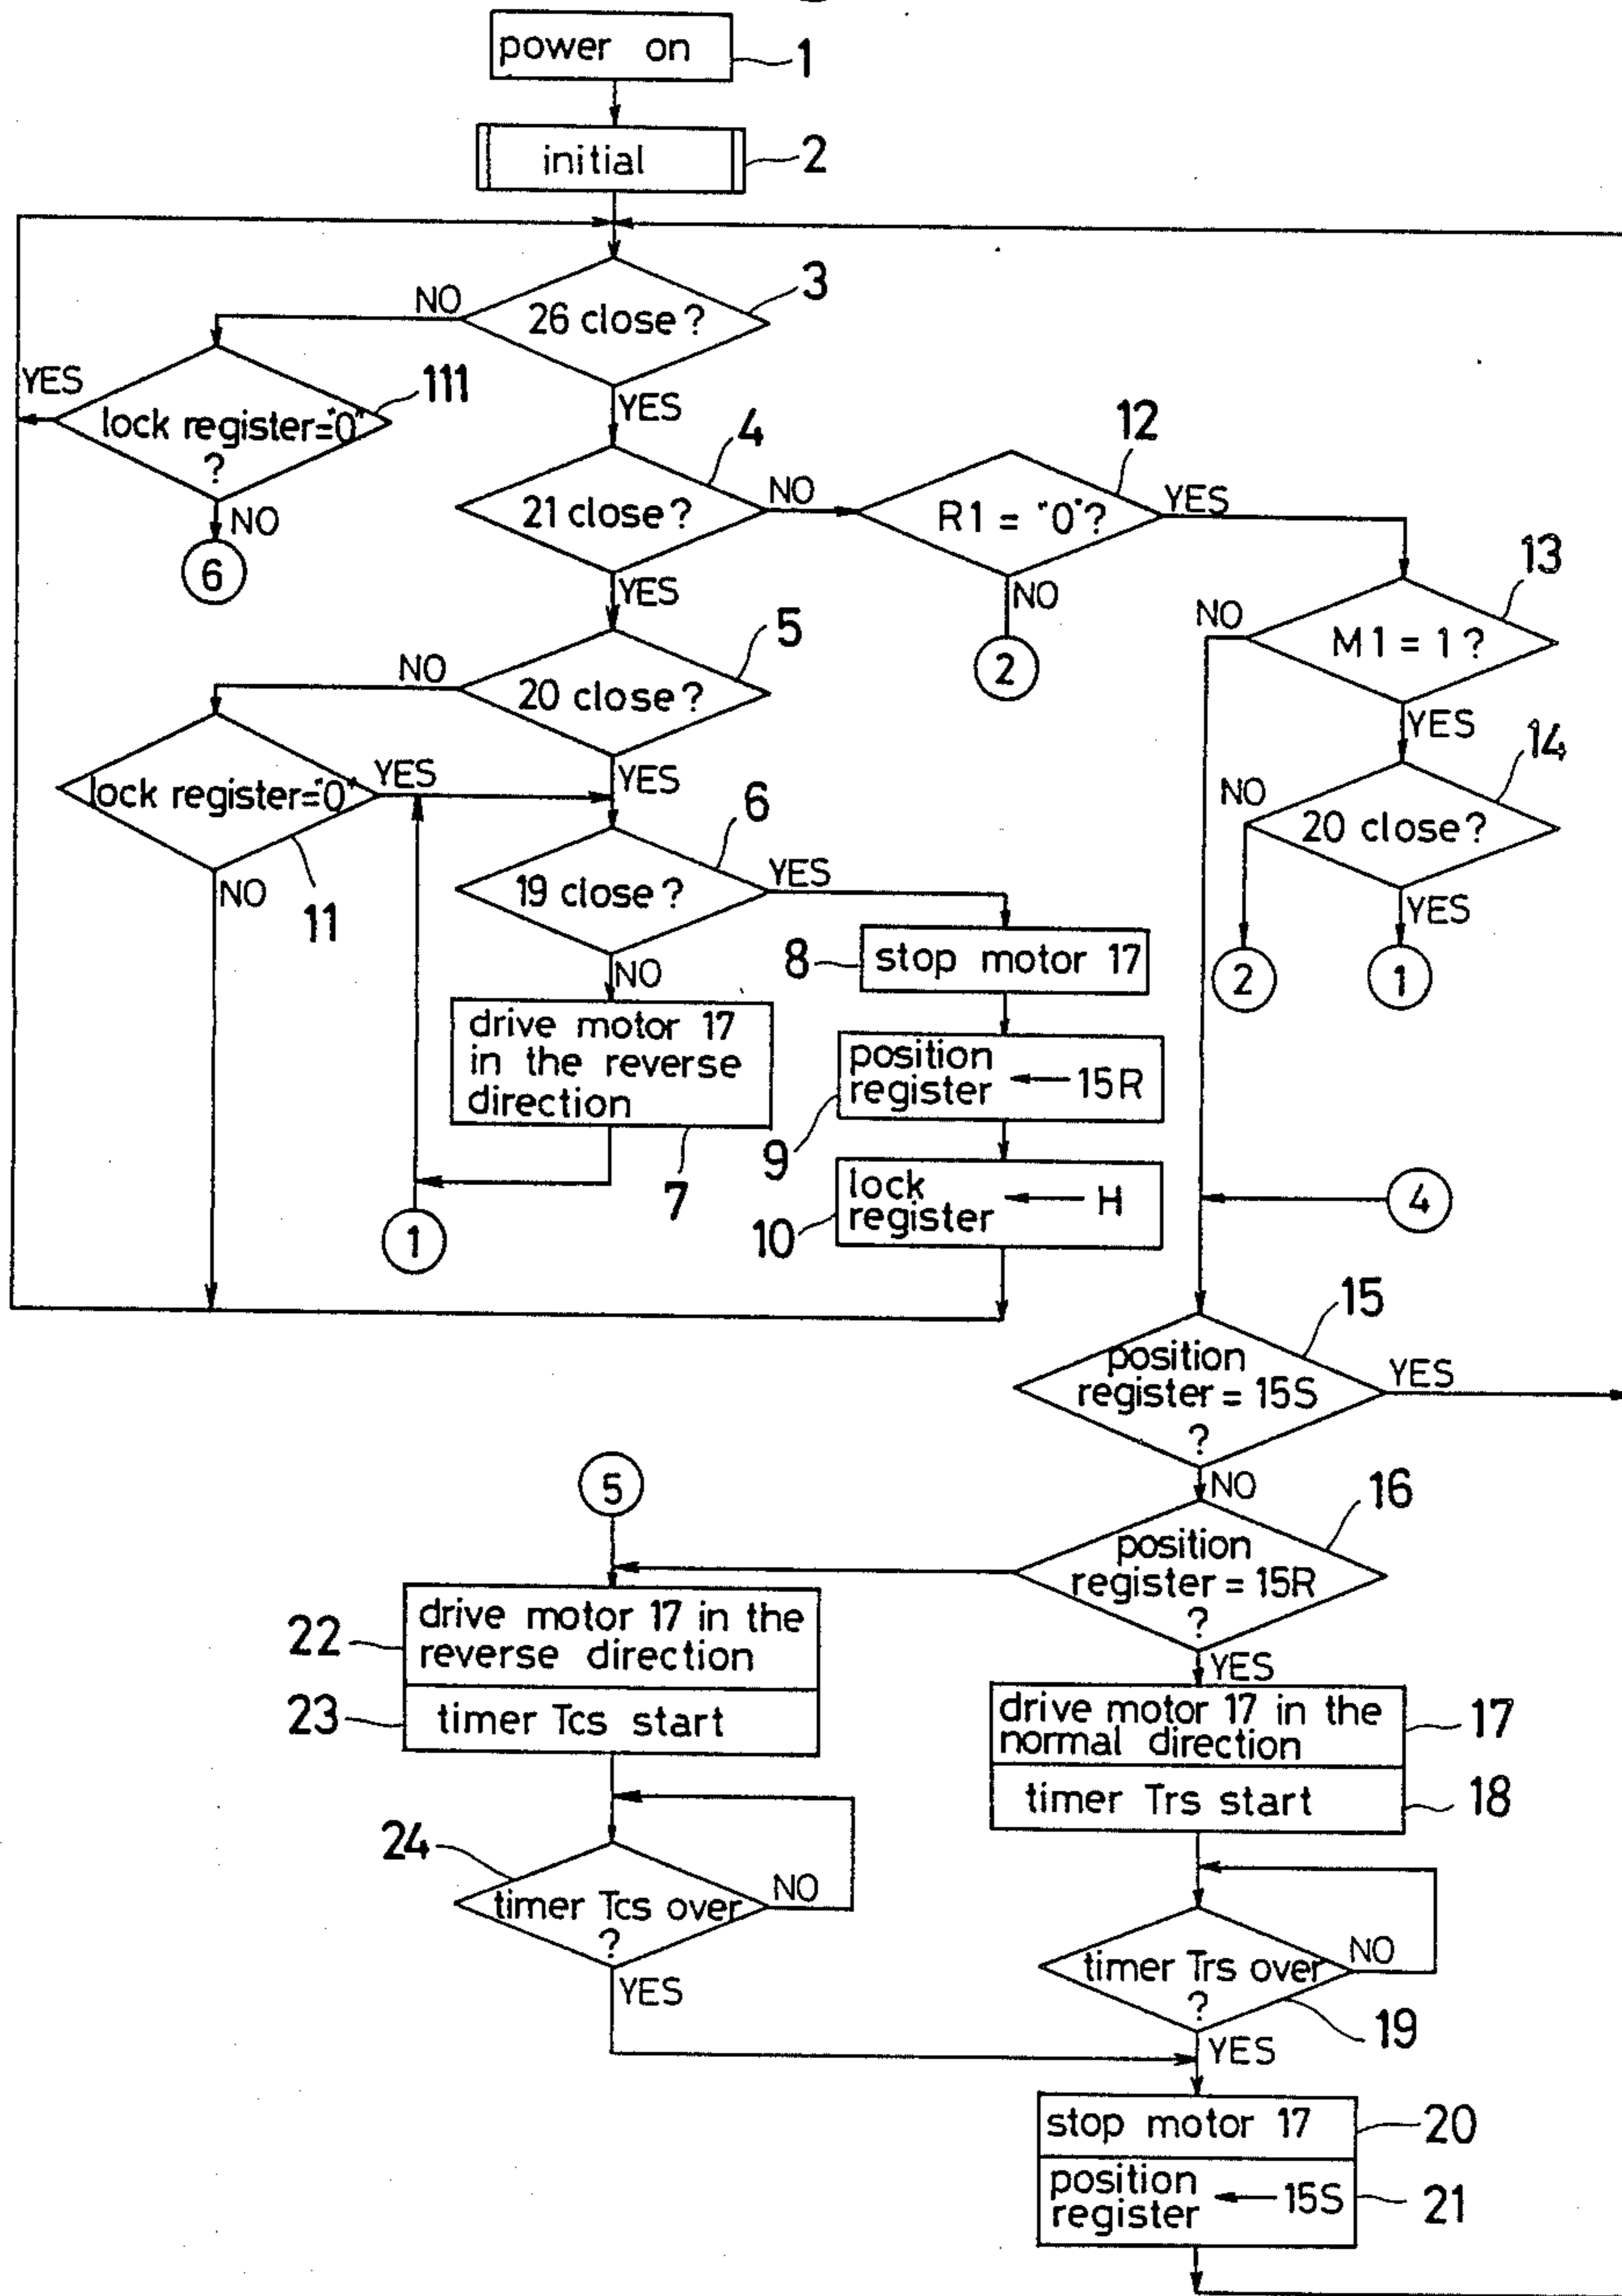 power on
1
initial
2
26 close?
3
NO
YES
lock register="0"
?
111
YES
NO
6
21 close?
4
NO
YES
R1 = "0"?
12
YES
NO
2
M1 = 1?
13
NO
YES
20 close?
5
NO
YES
20 close?
14
NO
YES
2
1
lock register="0"
11
YES
NO
19 close?
6
YES
NO
stop motor 17
8
drive motor 17
in the reverse
direction
7
position
register ← 15R
9
lock
register ← H
10
1
4
position
register = 15S
?
15
YES
NO
5
position
register = 15R
?
16
YES
drive motor 17 in the
reverse direction
22
timer Tcs start
23
drive motor 17 in the
normal direction
17
timer Trs start
18
timer Tcs over
?
24
NO
YES
timer Trs over
?
19
NO
YES
stop motor 17
20
position
register ← 15S
21